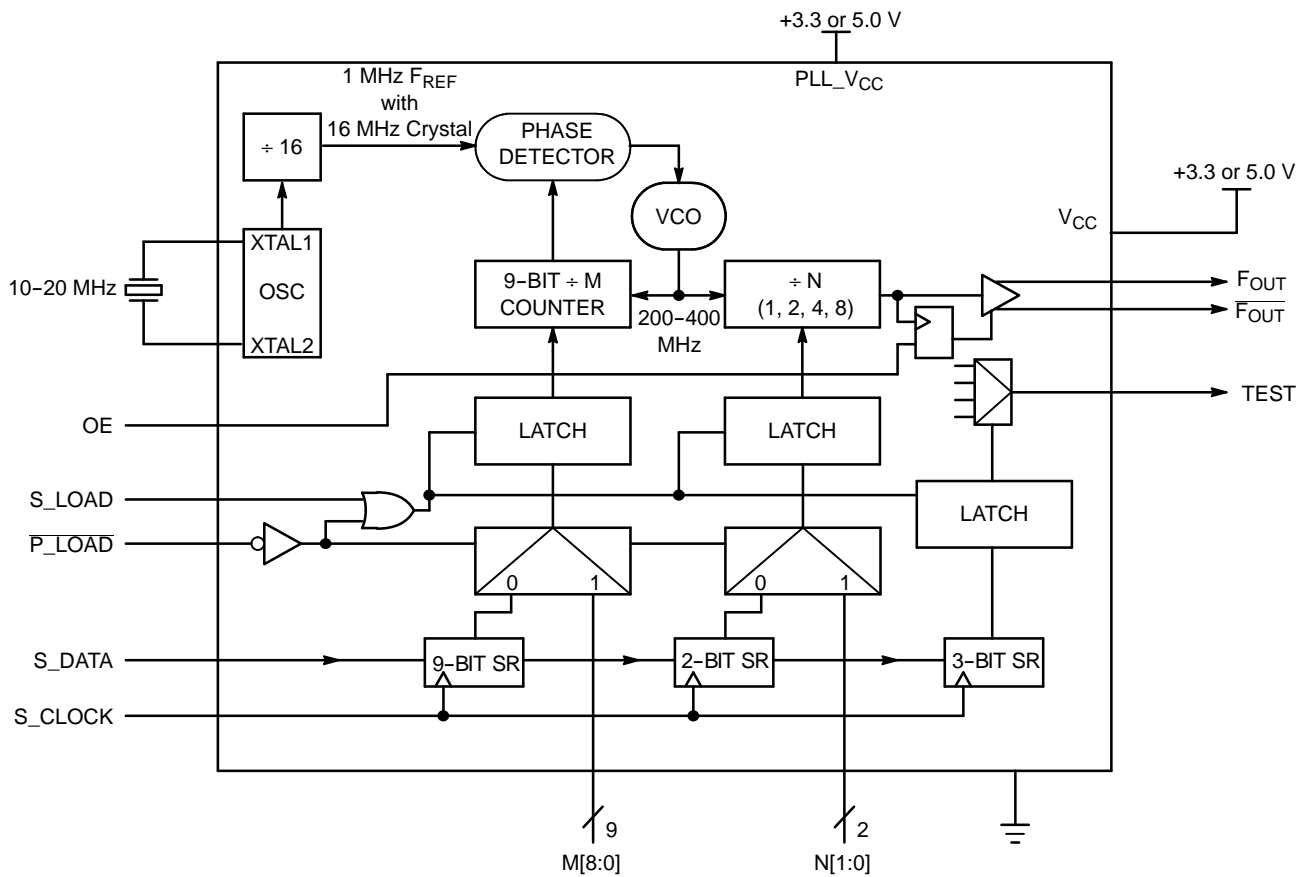 +3.3 or 5.0 V
PLL_VCC
1 MHz FREF
with
16 MHz Crystal
÷ 16
PHASE
DETECTOR
+3.3 or 5.0 V
VCC
VCO
XTAL1
OSC
XTAL2
10–20 MHz
9–BIT ÷ M
COUNTER
200–400
MHz
÷ N
(1, 2, 4, 8)
FOUT
F̅O̅U̅T̅
TEST
OE
LATCH
LATCH
S_LOAD
LATCH
P̅_̅L̅O̅A̅D̅
0
1
0
1
S_DATA
9–BIT SR
2–BIT SR
3–BIT SR
S_CLOCK
9
2
M[8:0]
N[1:0]